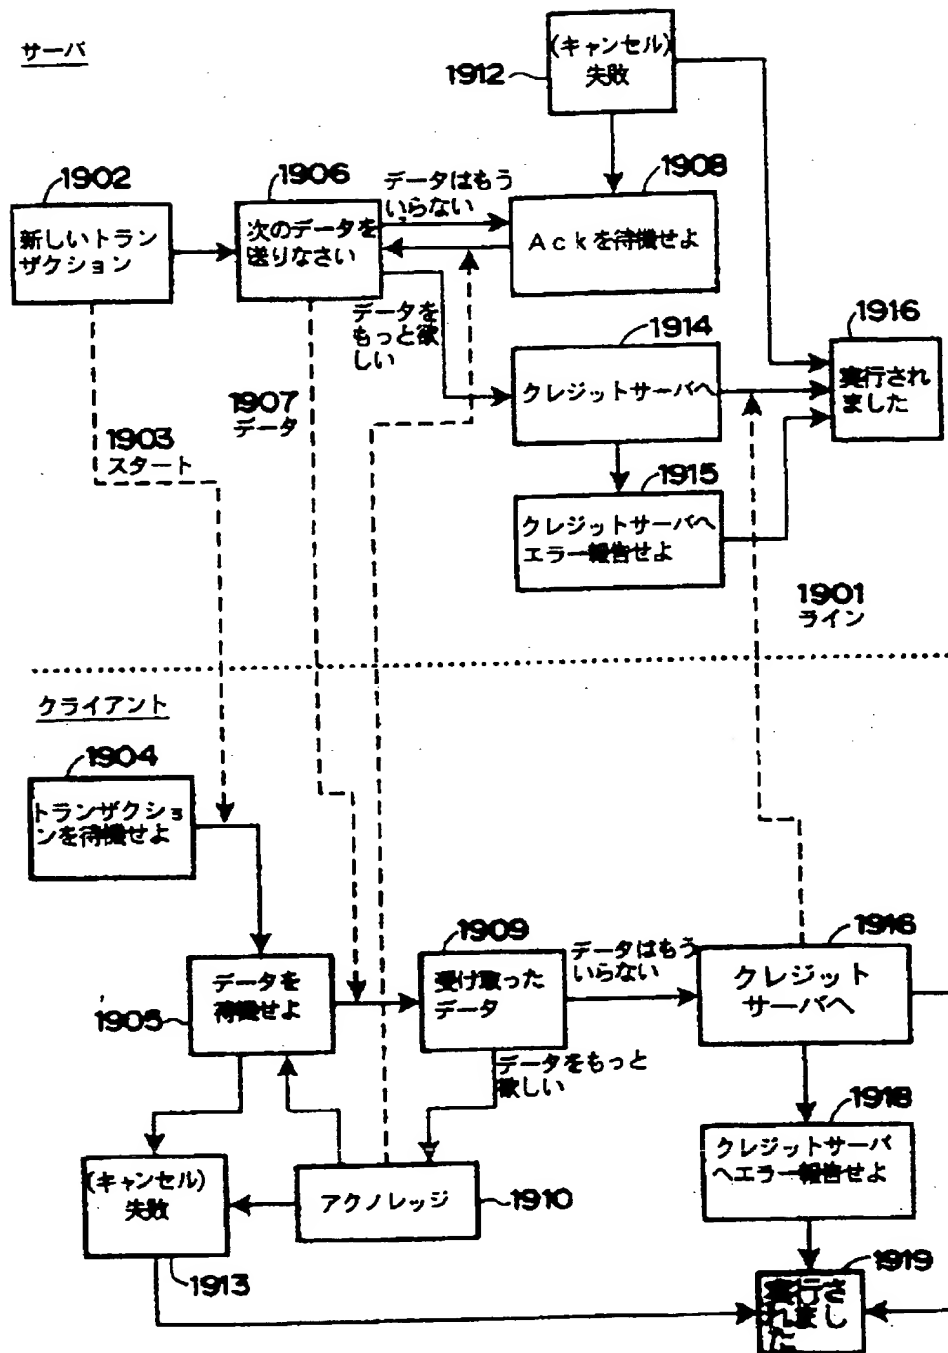 サーバ
(キャンセル)
失敗
1912
1902
新しいトラン
ザクション
1906
次のデータを
送りなさい
データはもう
いらない
1908
Ackを待機せよ
データを
もっと欲
しい
1914
クレジットサーバへ
1916
実行され
ました
1907
データ
1903
スタート
1915
クレジットサーバへ
エラー報告せよ
1901
ライン
クライアント
1904
トランザクショ
ンを待機せよ
1905
データを
待機せよ
1909
受け取った
データ
データはもう
いらない
1916
クレジット
サーバへ
データをもっと
欲しい
1918
クレジットサーバ
へエラー報告せよ
(キャンセル)
失敗
1913
アクノレッジ
1910
1919
実行さ
れまし
た